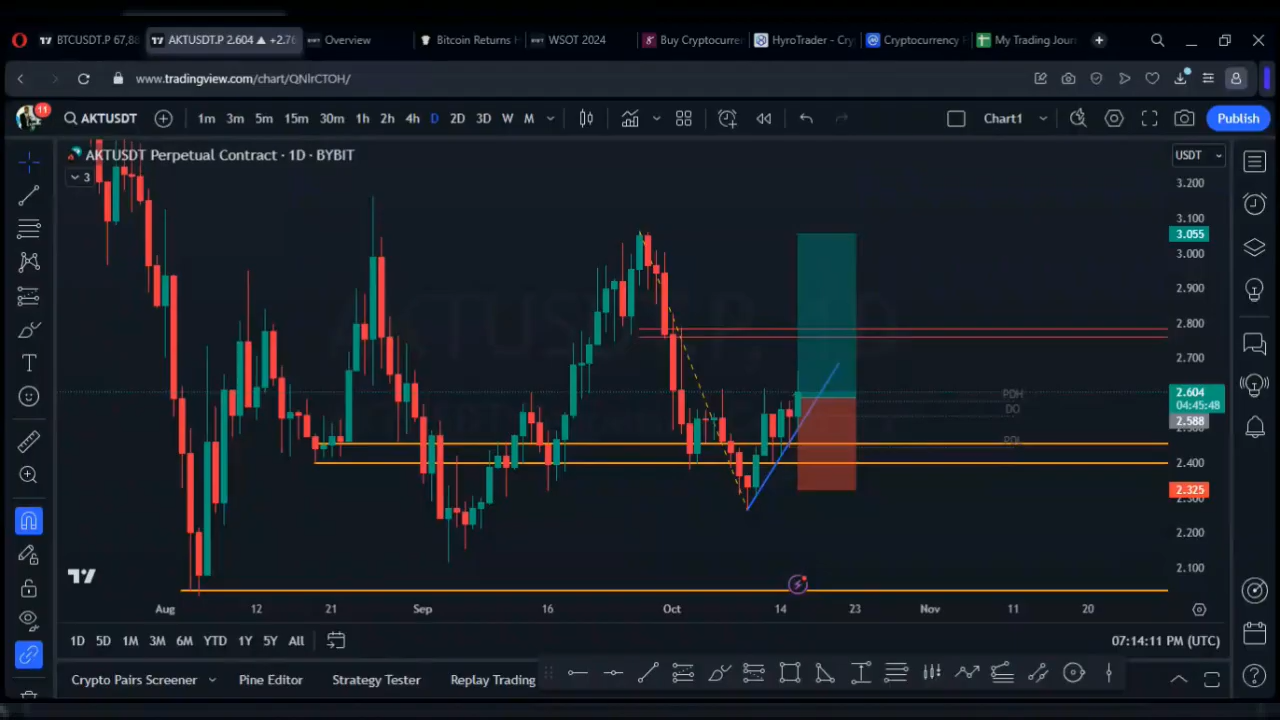 BTCUSDT.P 67,88
AKTUSDT.P 2.604 ▲ +2.76
Overview
Bitcoin Returns H
WSOT 2024
Buy Cryptocurre
HyroTrader - Cry
Cryptocurrency P
My Trading Journ
www.tradingview.com/chart/QNlrCTOH/
11
AKTUSDT
1m 3m 5m 15m 30m 1h 2h 4h D 2D 3D W M
Chart1
Publish
AKTUSDT Perpetual Contract · 1D · BYBIT
USDT
3
3.200
3.100
3.055
3.000
2.900
2.800
2.700
2.604
04:45:48
2.588
2.400
2.325
2.200
2.100
PDH
DO
PDL
Aug 12 21 Sep 16 Oct 14 23 Nov 11 20
1D 5D 1M 3M 6M YTD 1Y 5Y All
07:14:11 PM (UTC)
Crypto Pairs Screener
Pine Editor
Strategy Tester
Replay Trading